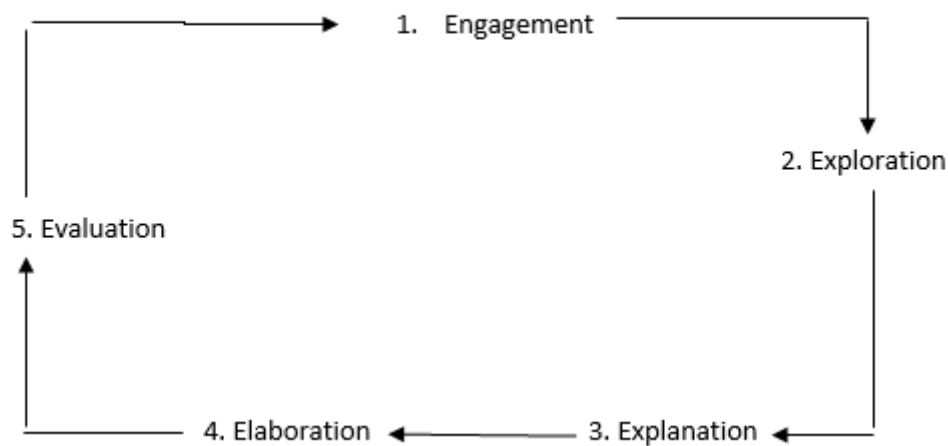 1. Engagement
2. Exploration
5. Evaluation
4. Elaboration
3. Explanation